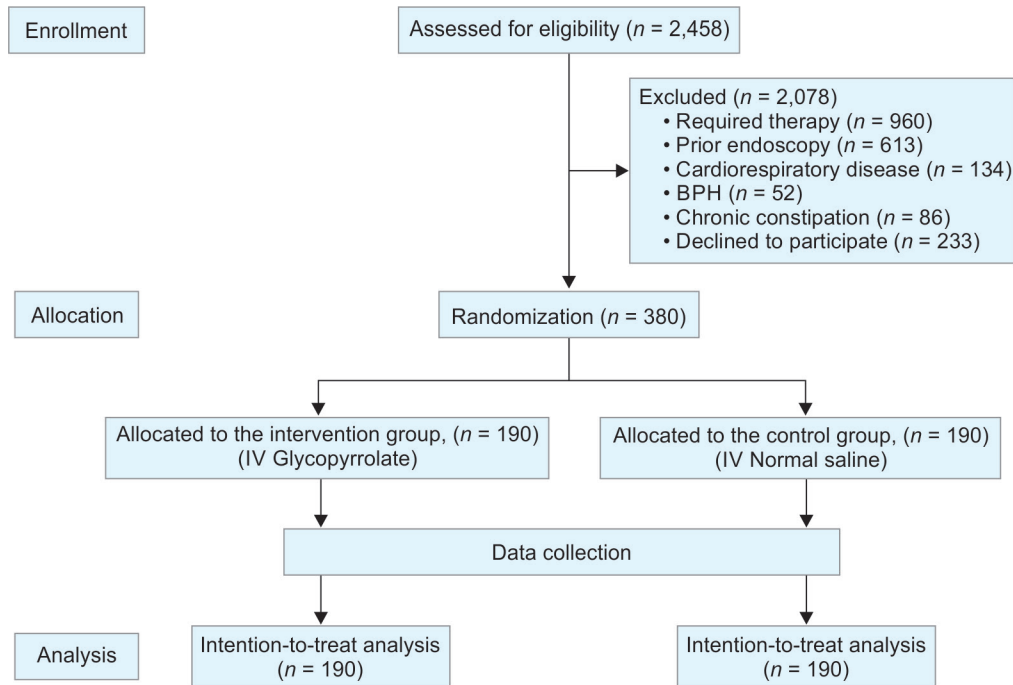 Enrollment
Assessed for eligibility (n = 2,458)
Excluded (n = 2,078)
• Required therapy (n = 960)
• Prior endoscopy (n = 613)
• Cardiorespiratory disease (n = 134)
• BPH (n = 52)
• Chronic constipation (n = 86)
• Declined to participate (n = 233)
Allocation
Randomization (n = 380)
Allocated to the intervention group, (n = 190)
(IV Glycopyrrolate)
Allocated to the control group, (n = 190)
(IV Normal saline)
Data collection
Analysis
Intention-to-treat analysis
(n = 190)
Intention-to-treat analysis
(n = 190)